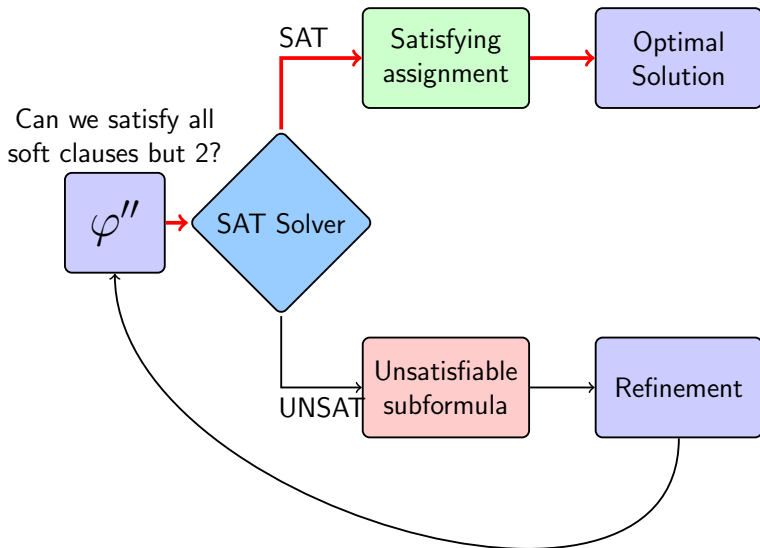 SAT
Satisfying
assignment
Optimal
Solution
Can we satisfy all
soft clauses but 2?
φ′′
SAT Solver
UNSAT
Unsatisfiable
subformula
Refinement